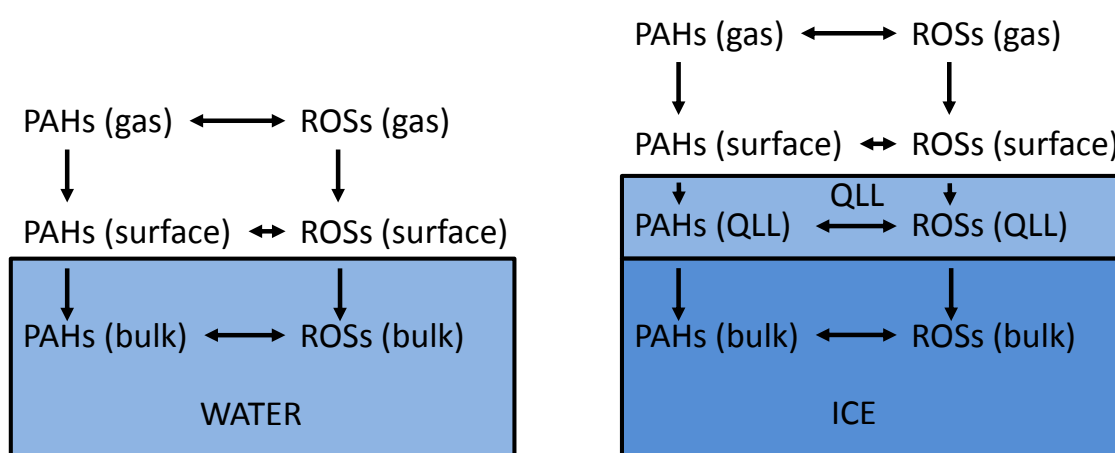 PAHs (gas) ROSs (gas)
PAHs (surface) ROSs (surface)
PAHs (bulk) ROSs (bulk)
WATER
PAHs (gas) ROSs (gas)
PAHs (surface) ROSs (surface)
QLL
PAHs (QLL) ROSs (QLL)
PAHs (bulk) ROSs (bulk)
ICE